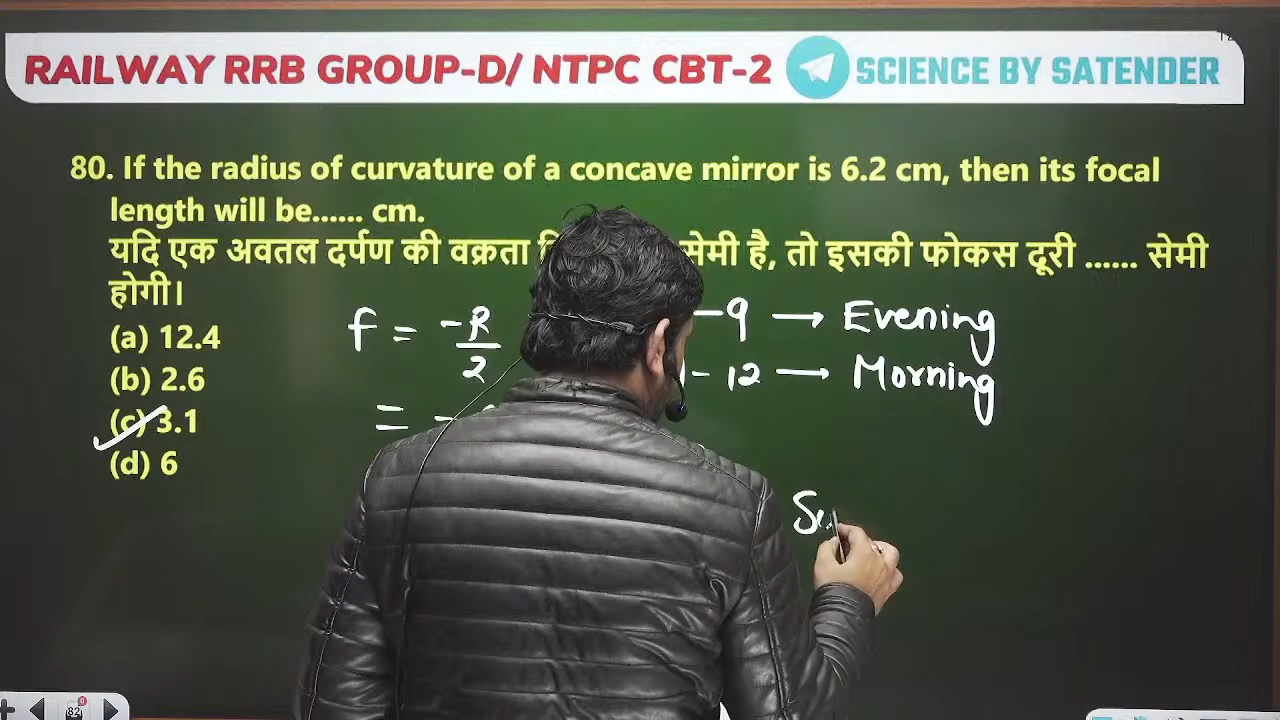 RAILWAY RRB GROUP-D/ NTPC CBT-2 SCIENCE BY SATENDER
80. If the radius of curvature of a concave mirror is 6.2 cm, then its focal
length will be...... cm.
यदि एक अवतल दर्पण की वक्रता सेमी है, तो इसकी फोकस दूरी ...... सेमी
होगी।
(a) 12.4
(b) 2.6
(c) 3.1
(d) 6
f = -R/2
= -
-9 → Evening
- 12 → Morning
82